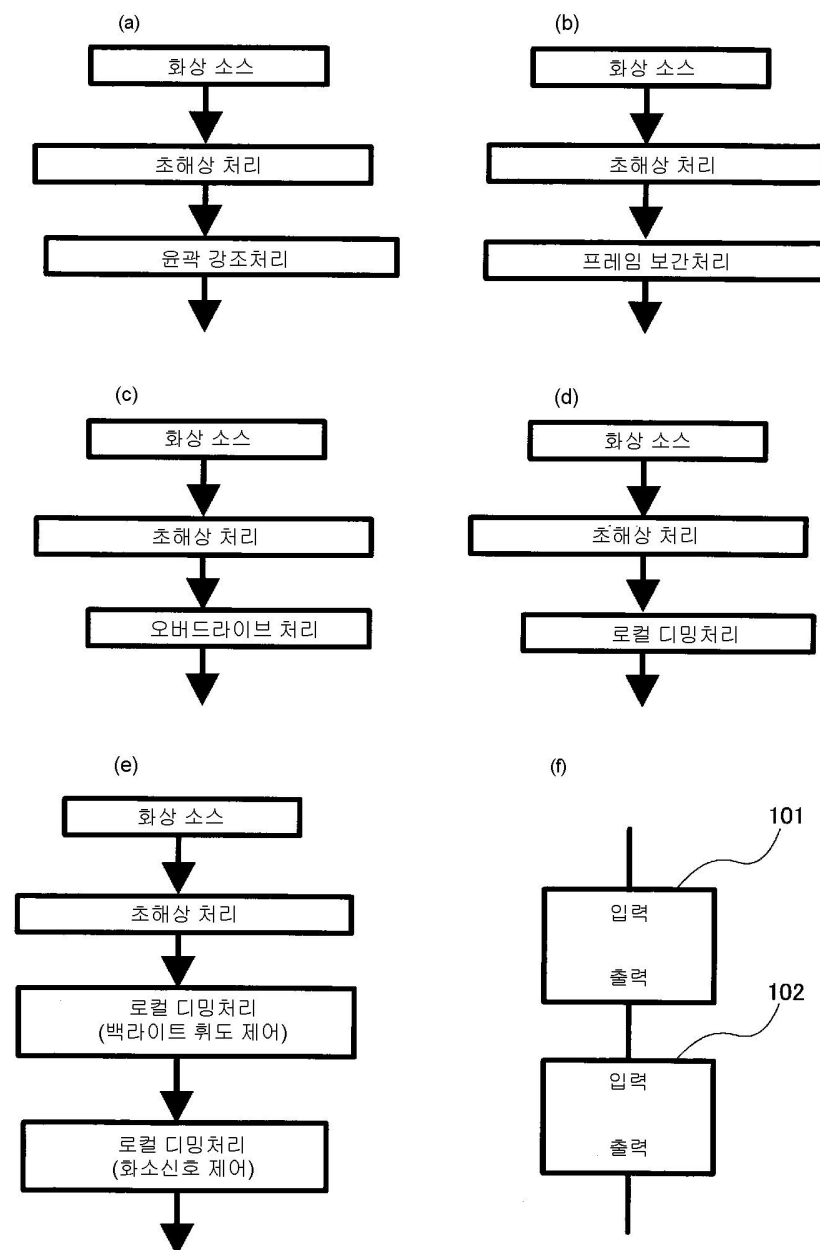 (a)
화상 소스
초해상 처리
윤곽 강조처리
(b)
화상 소스
초해상 처리
프레임 보간처리
(c)
화상 소스
초해상 처리
오버드라이브 처리
(d)
화상 소스
초해상 처리
로컬 디밍처리
(e)
화상 소스
초해상 처리
로컬 디밍처리
(백라이트 휘도 제어)
로컬 디밍처리
(화소신호 제어)
(f)
101
입력
출력
102
입력
출력